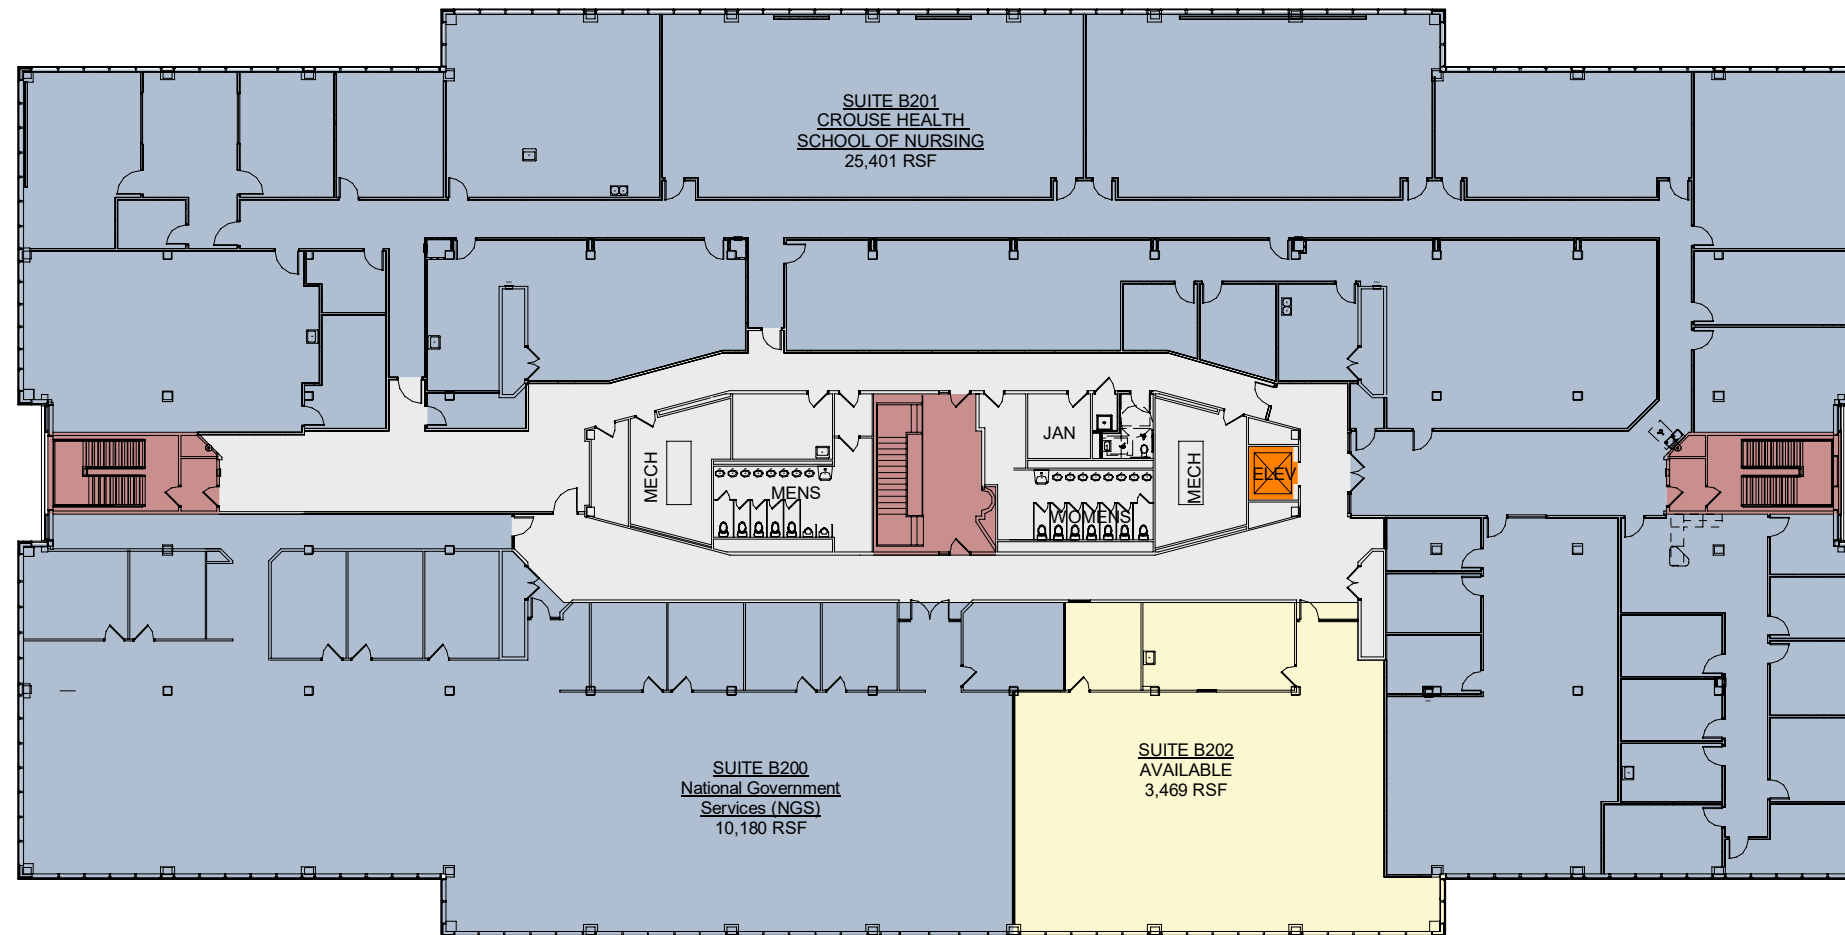 SUITE B201
CROUSE HEALTH
SCHOOL OF NURSING
25,401 RSF
MECH
MENS
JAN
WOMENS
MECH
ELEV
SUITE B200
National Government
Services (NGS)
10,180 RSF
SUITE B202
AVAILABLE
3,469 RSF